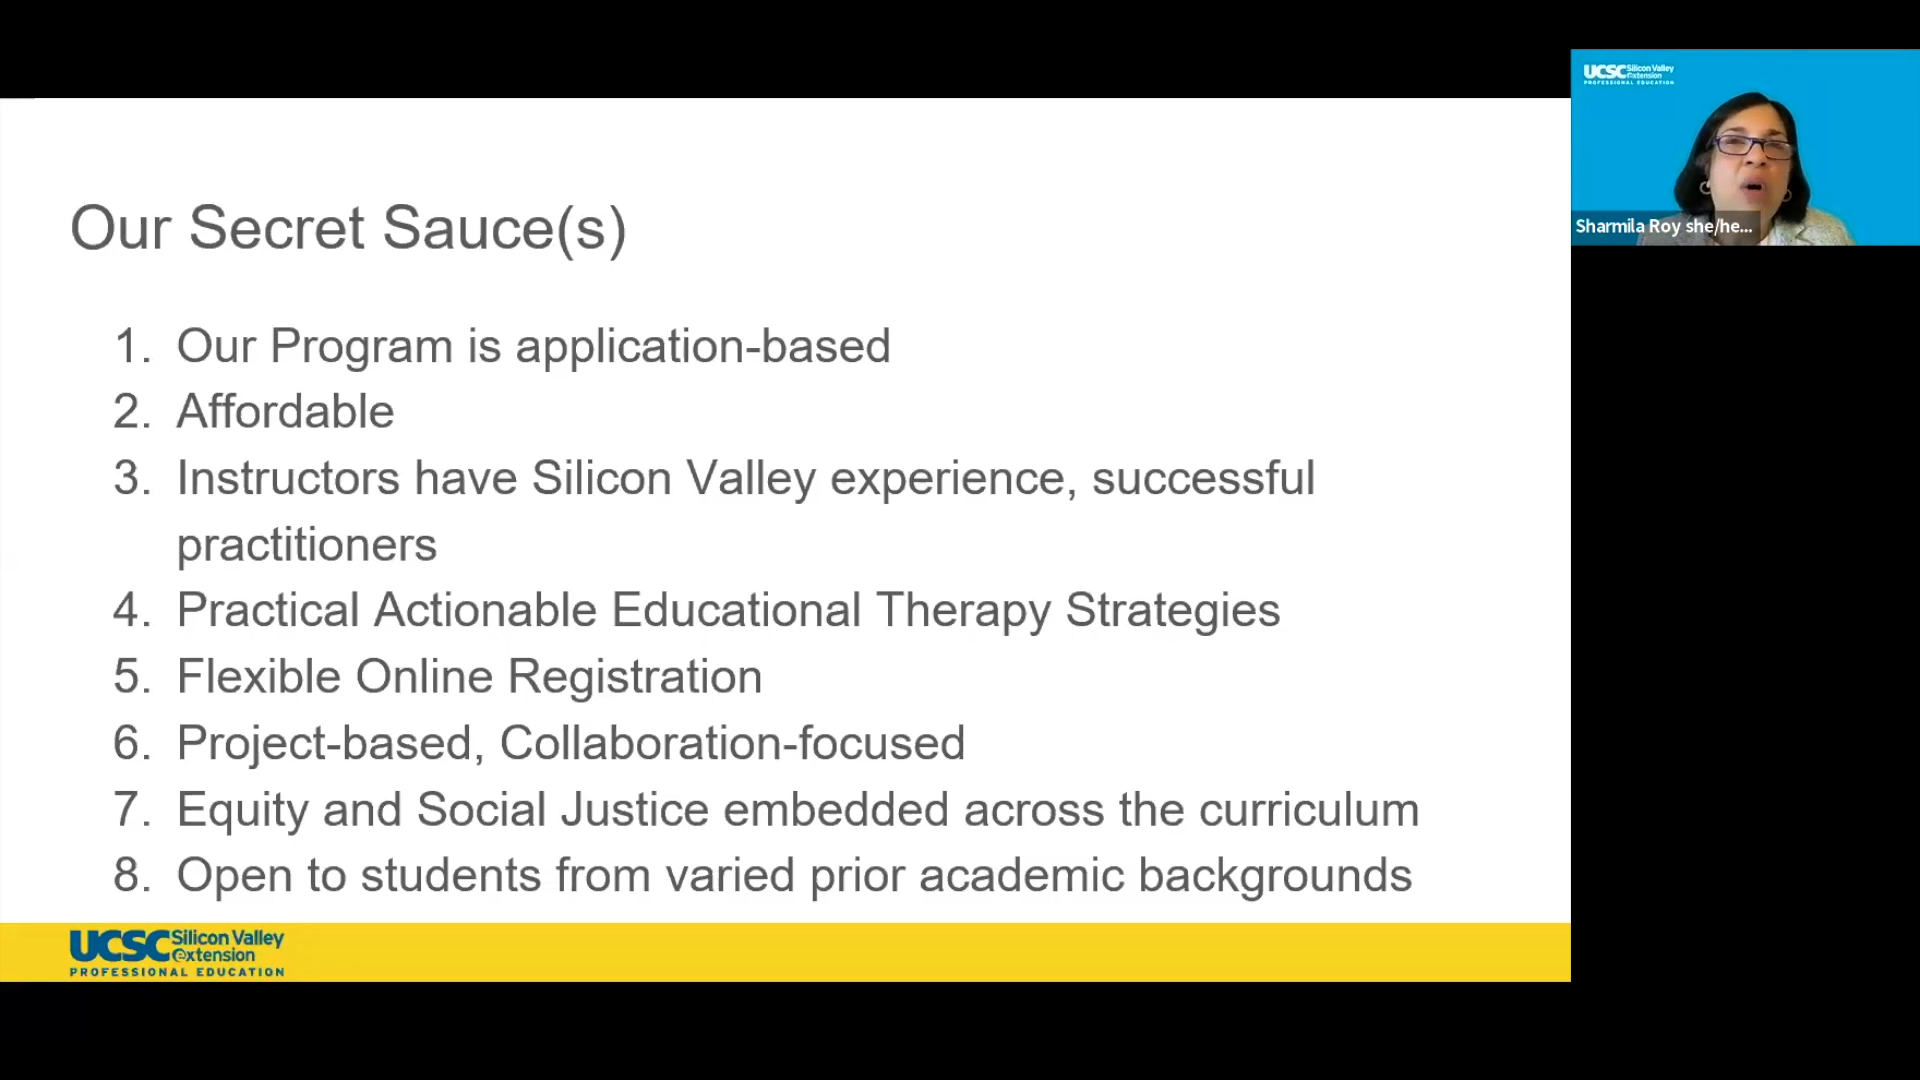 UCSC Silicon Valley
extension
PROFESSIONAL EDUCATION
Sharmila Roy she/he...
Our Secret Sauce(s)
1. Our Program is application-based
2. Affordable
3. Instructors have Silicon Valley experience, successful
practitioners
4. Practical Actionable Educational Therapy Strategies
5. Flexible Online Registration
6. Project-based, Collaboration-focused
7. Equity and Social Justice embedded across the curriculum
8. Open to students from varied prior academic backgrounds
UCSC Silicon Valley
extension
PROFESSIONAL EDUCATION